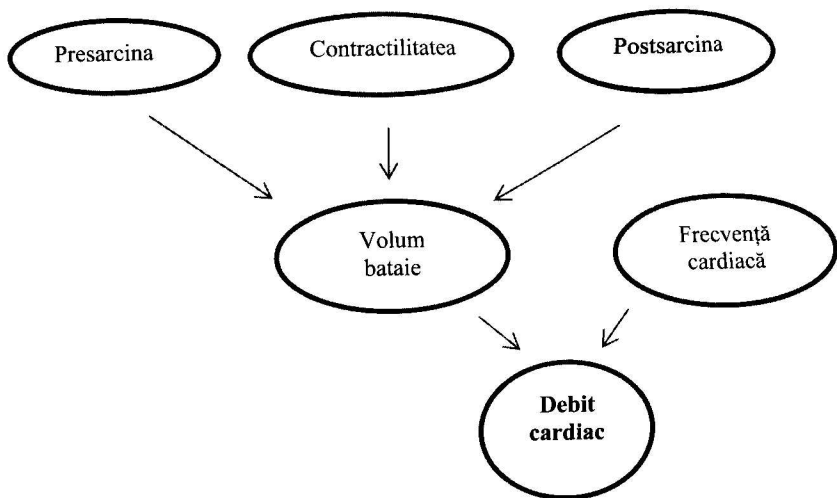 Presarcina
Contractilitatea
Postsarcina
Volum
bataie
Frecvență
cardiacă
Debit
cardiac